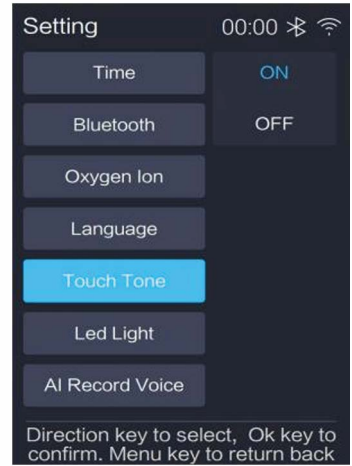 Setting 00:00
Time ON
Bluetooth OFF
Oxygen Ion
Language
Touch Tone
Led Light
AI Record Voice
Direction key to select, Ok key to
confirm. Menu key to return back